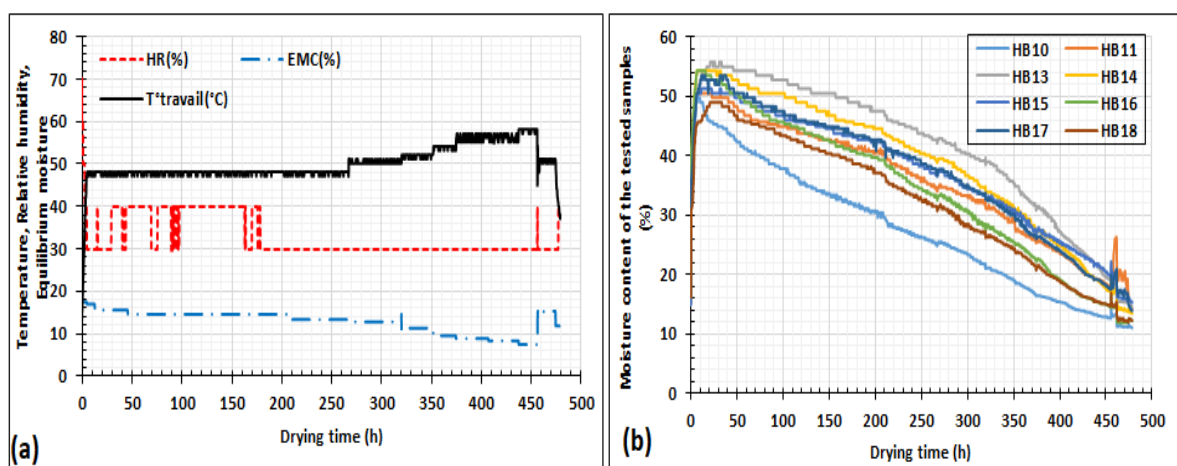 Temperature, Relative humidity,
Equilibrium moisture
80
70
60
50
40
30
20
10
0
HR(%)
EMC(%)
T°travail(°C)
0 50 100 150 200 250 300 350 400 450 500
Drying time (h)
(a)
Moisture content of the tested samples
(%)
60
50
40
30
20
10
0
HB10 HB11
HB13 HB14
HB15 HB16
HB17 HB18
0 50 100 150 200 250 300 350 400 450 500
Drying time (h)
(b)